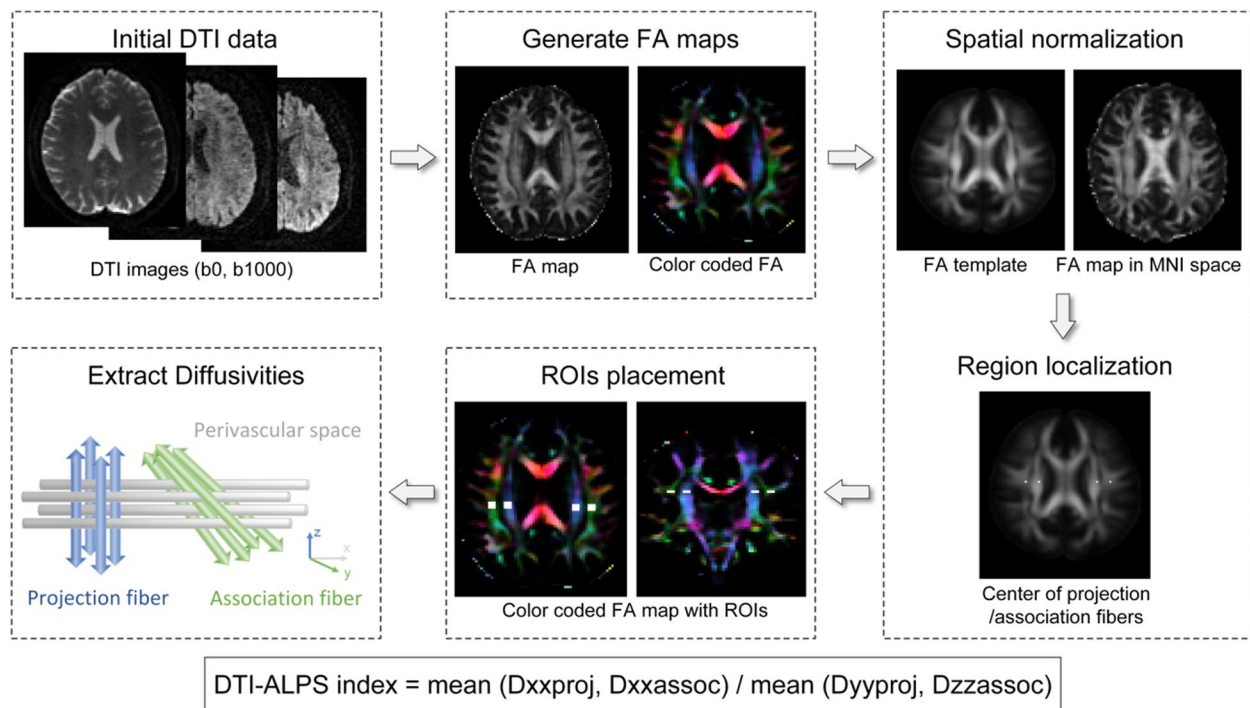 Initial DTI data
DTI images (b0, b1000)
Generate FA maps
FA map
Color coded FA
Spatial normalization
FA template
FA map in MNI space
Region localization
Center of projection
/association fibers
ROIs placement
Color coded FA map with ROIs
Extract Diffusivities
Perivascular space
z
x
y
Projection fiber
Association fiber
DTI-ALPS index = mean (Dxxproj, Dxxassoc) / mean (Dyyproj, Dzzassoc)